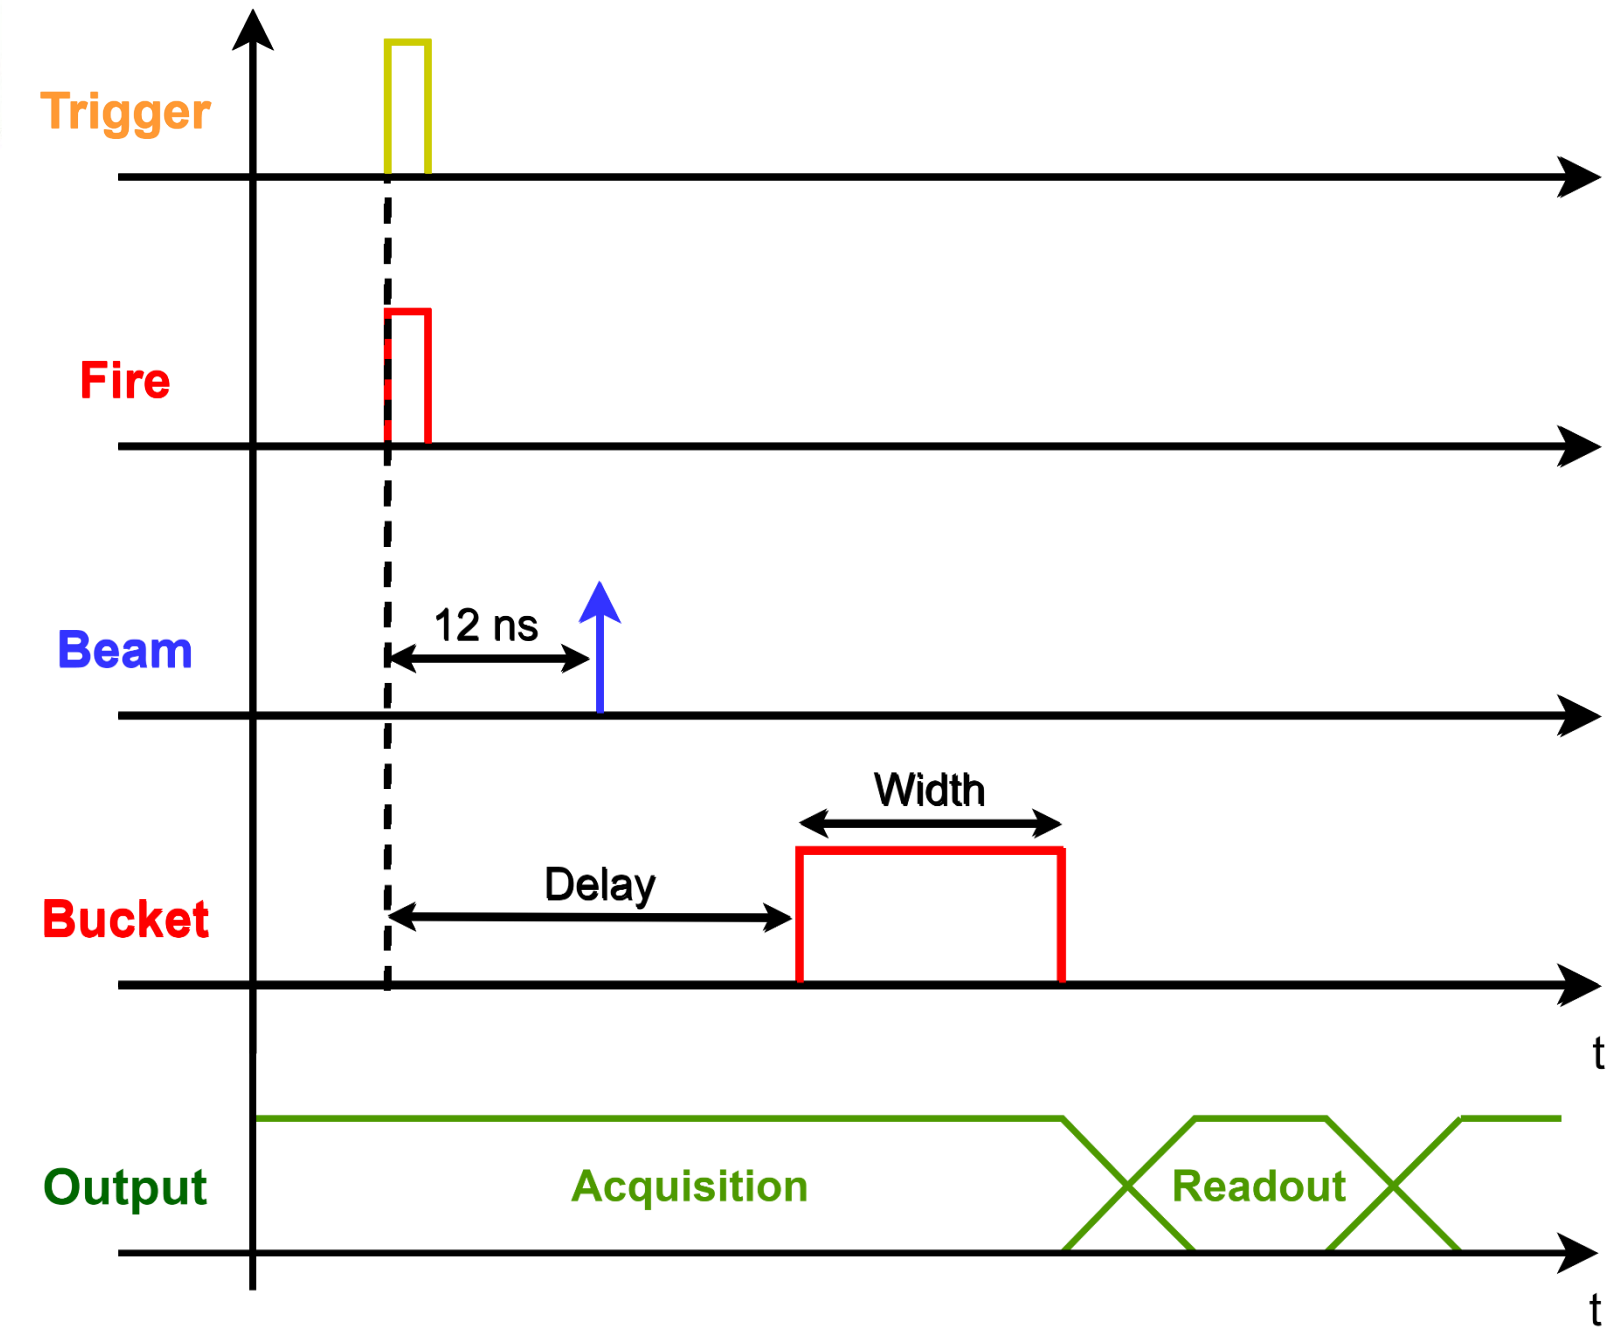 Trigger
Fire
12 ns
Beam
Width
Delay
Bucket
t
Acquisition
Readout
Output
t